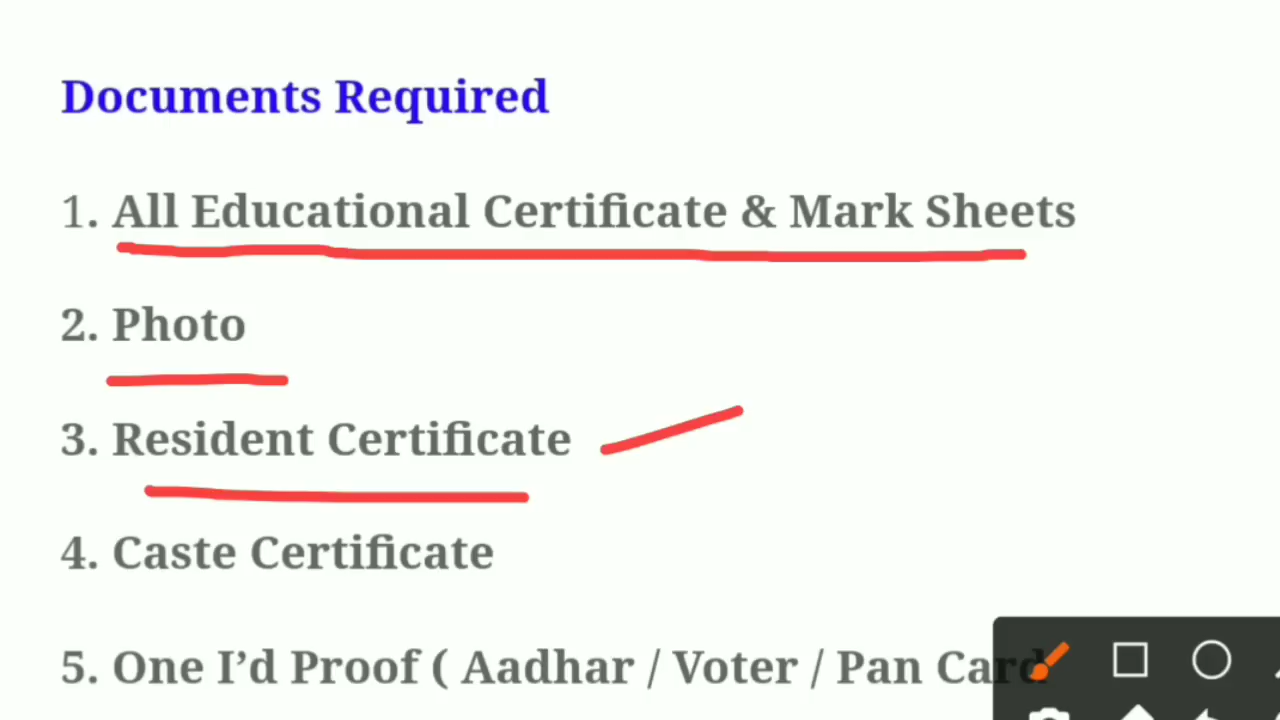 Documents Required
1. All Educational Certificate & Mark Sheets
2. Photo
3. Resident Certificate
4. Caste Certificate
5. One I’d Proof ( Aadhar / Voter / Pan Card